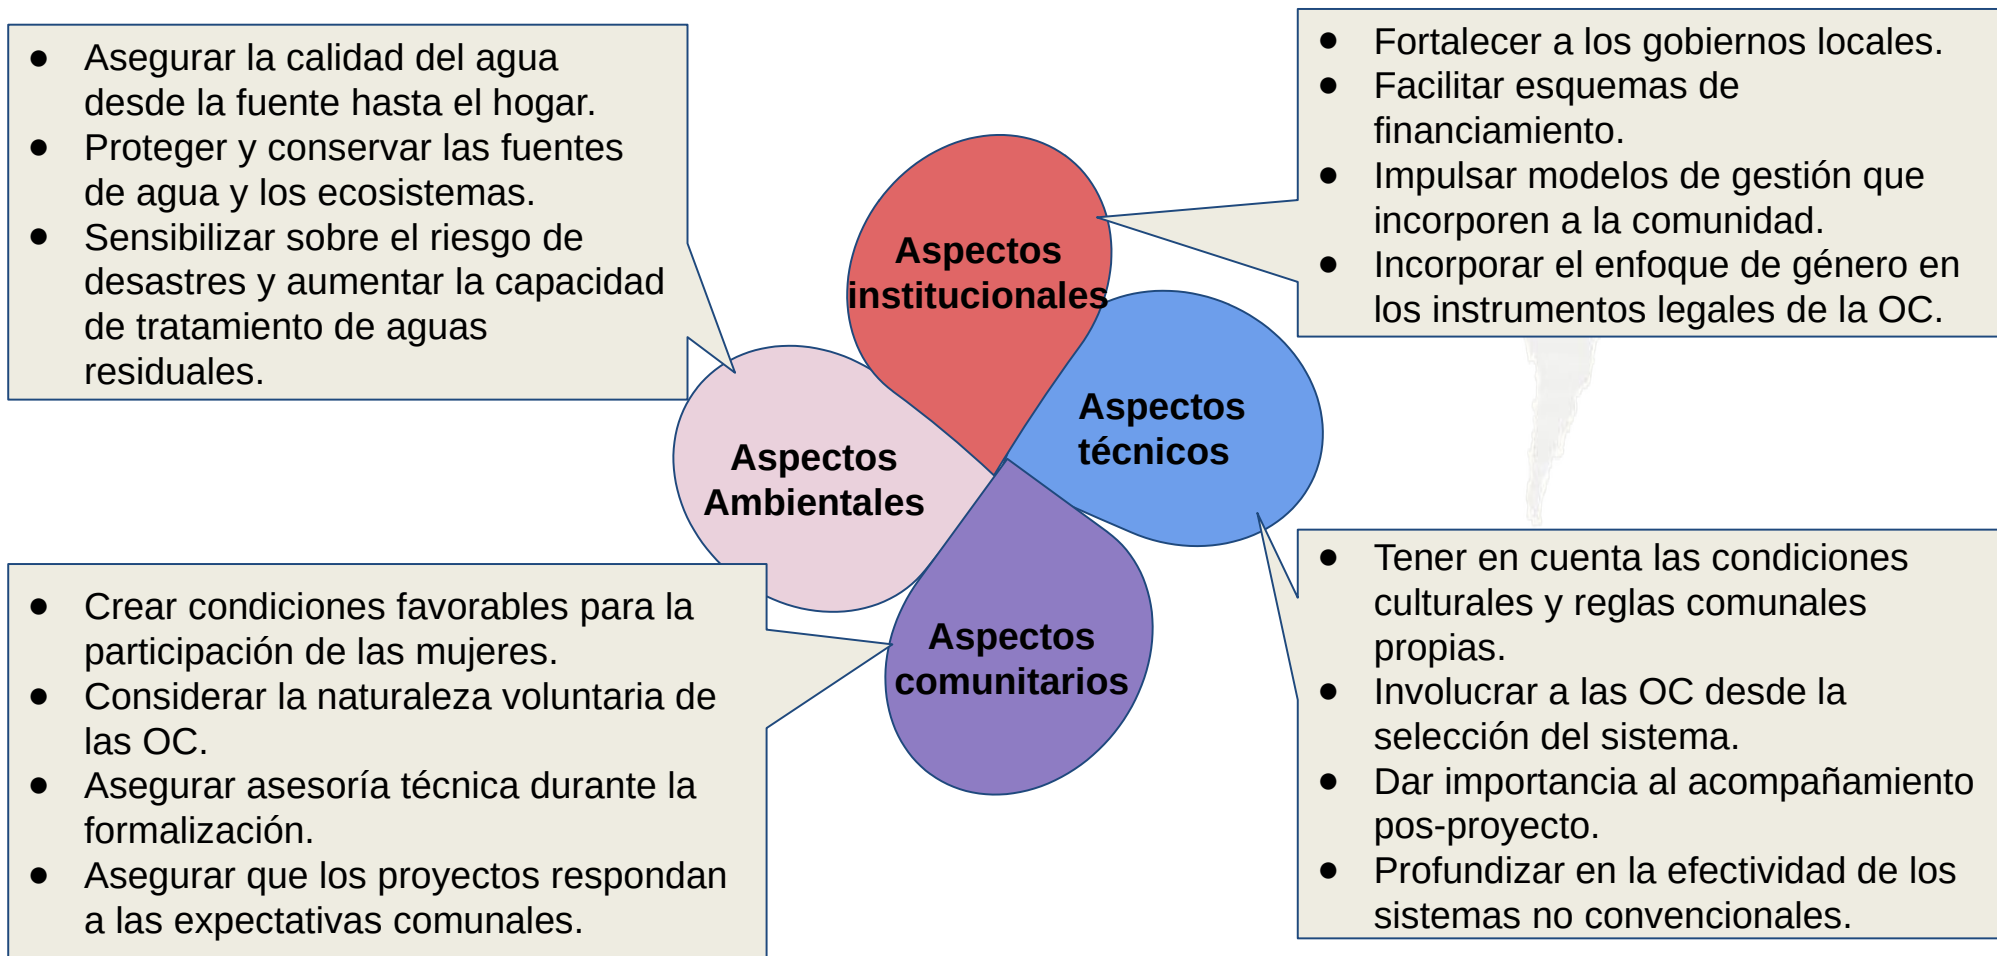 ● Asegurar la calidad del agua
desde la fuente hasta el hogar.
● Proteger y conservar las fuentes
de agua y los ecosistemas.
● Sensibilizar sobre el riesgo de
desastres y aumentar la capacidad
de tratamiento de aguas
residuales.
● Fortalecer a los gobiernos locales.
● Facilitar esquemas de
financiamiento.
● Impulsar modelos de gestión que
incorporen a la comunidad.
● Incorporar el enfoque de género en
los instrumentos legales de la OC.
Aspectos
institucionales
Aspectos
técnicos
Aspectos
Ambientales
Aspectos
comunitarios
● Crear condiciones favorables para la
participación de las mujeres.
● Considerar la naturaleza voluntaria de
las OC.
● Asegurar asesoría técnica durante la
formalización.
● Asegurar que los proyectos respondan
a las expectativas comunales.
● Tener en cuenta las condiciones
culturales y reglas comunales
propias.
● Involucrar a las OC desde la
selección del sistema.
● Dar importancia al acompañamiento
pos-proyecto.
● Profundizar en la efectividad de los
sistemas no convencionales.